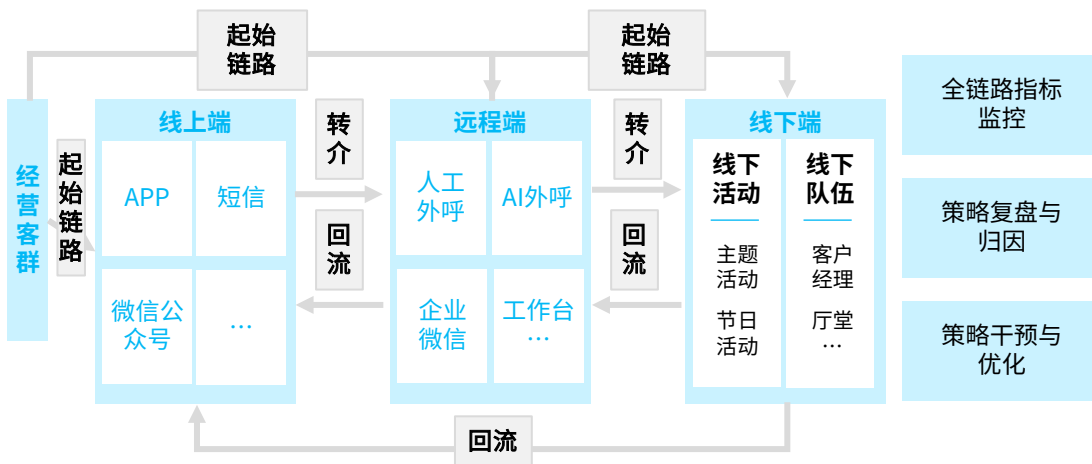 起始
链路
起始
链路
经
营
客
群
起
始
链
路
线上端
APP
短信
微信公
众号
…
转
介
回
流
远程端
人工
外呼
AI外呼
企业
微信
工作台
…
转
介
回
流
线下端
线下
活动
主题
活动
节日
活动
线下
队伍
客户
经理
厅堂
…
回流
全链路指标
监控
策略复盘与
归因
策略干预与
优化